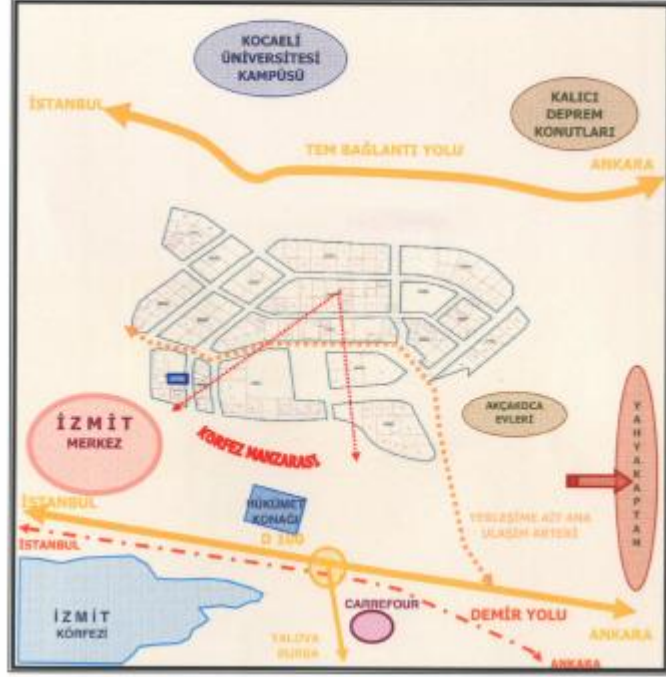 KOCAELİ
ÜNİVERSİTESİ
KAMPÜSÜ
KALICI
DEPREM
KONUTLARI
İSTANBUL
TEM BAĞLANTI YOLU
ANKARA
İZMİT
MERKEZ
AKÇAKOCA
EVLERİ
YAHYAKAPTAN
KÖRFEZ MANZARASI
İSTANBUL
HÜKÜMET
KONAĞI
D 100
YERLEŞİME AİT ANA
ULAŞIM ARTERİ
İSTANBUL
İZMİT
KÖRFEZİ
CARREFOUR
DEMİR YOLU
ANKARA
YALOVA
BURSA
ANKARA